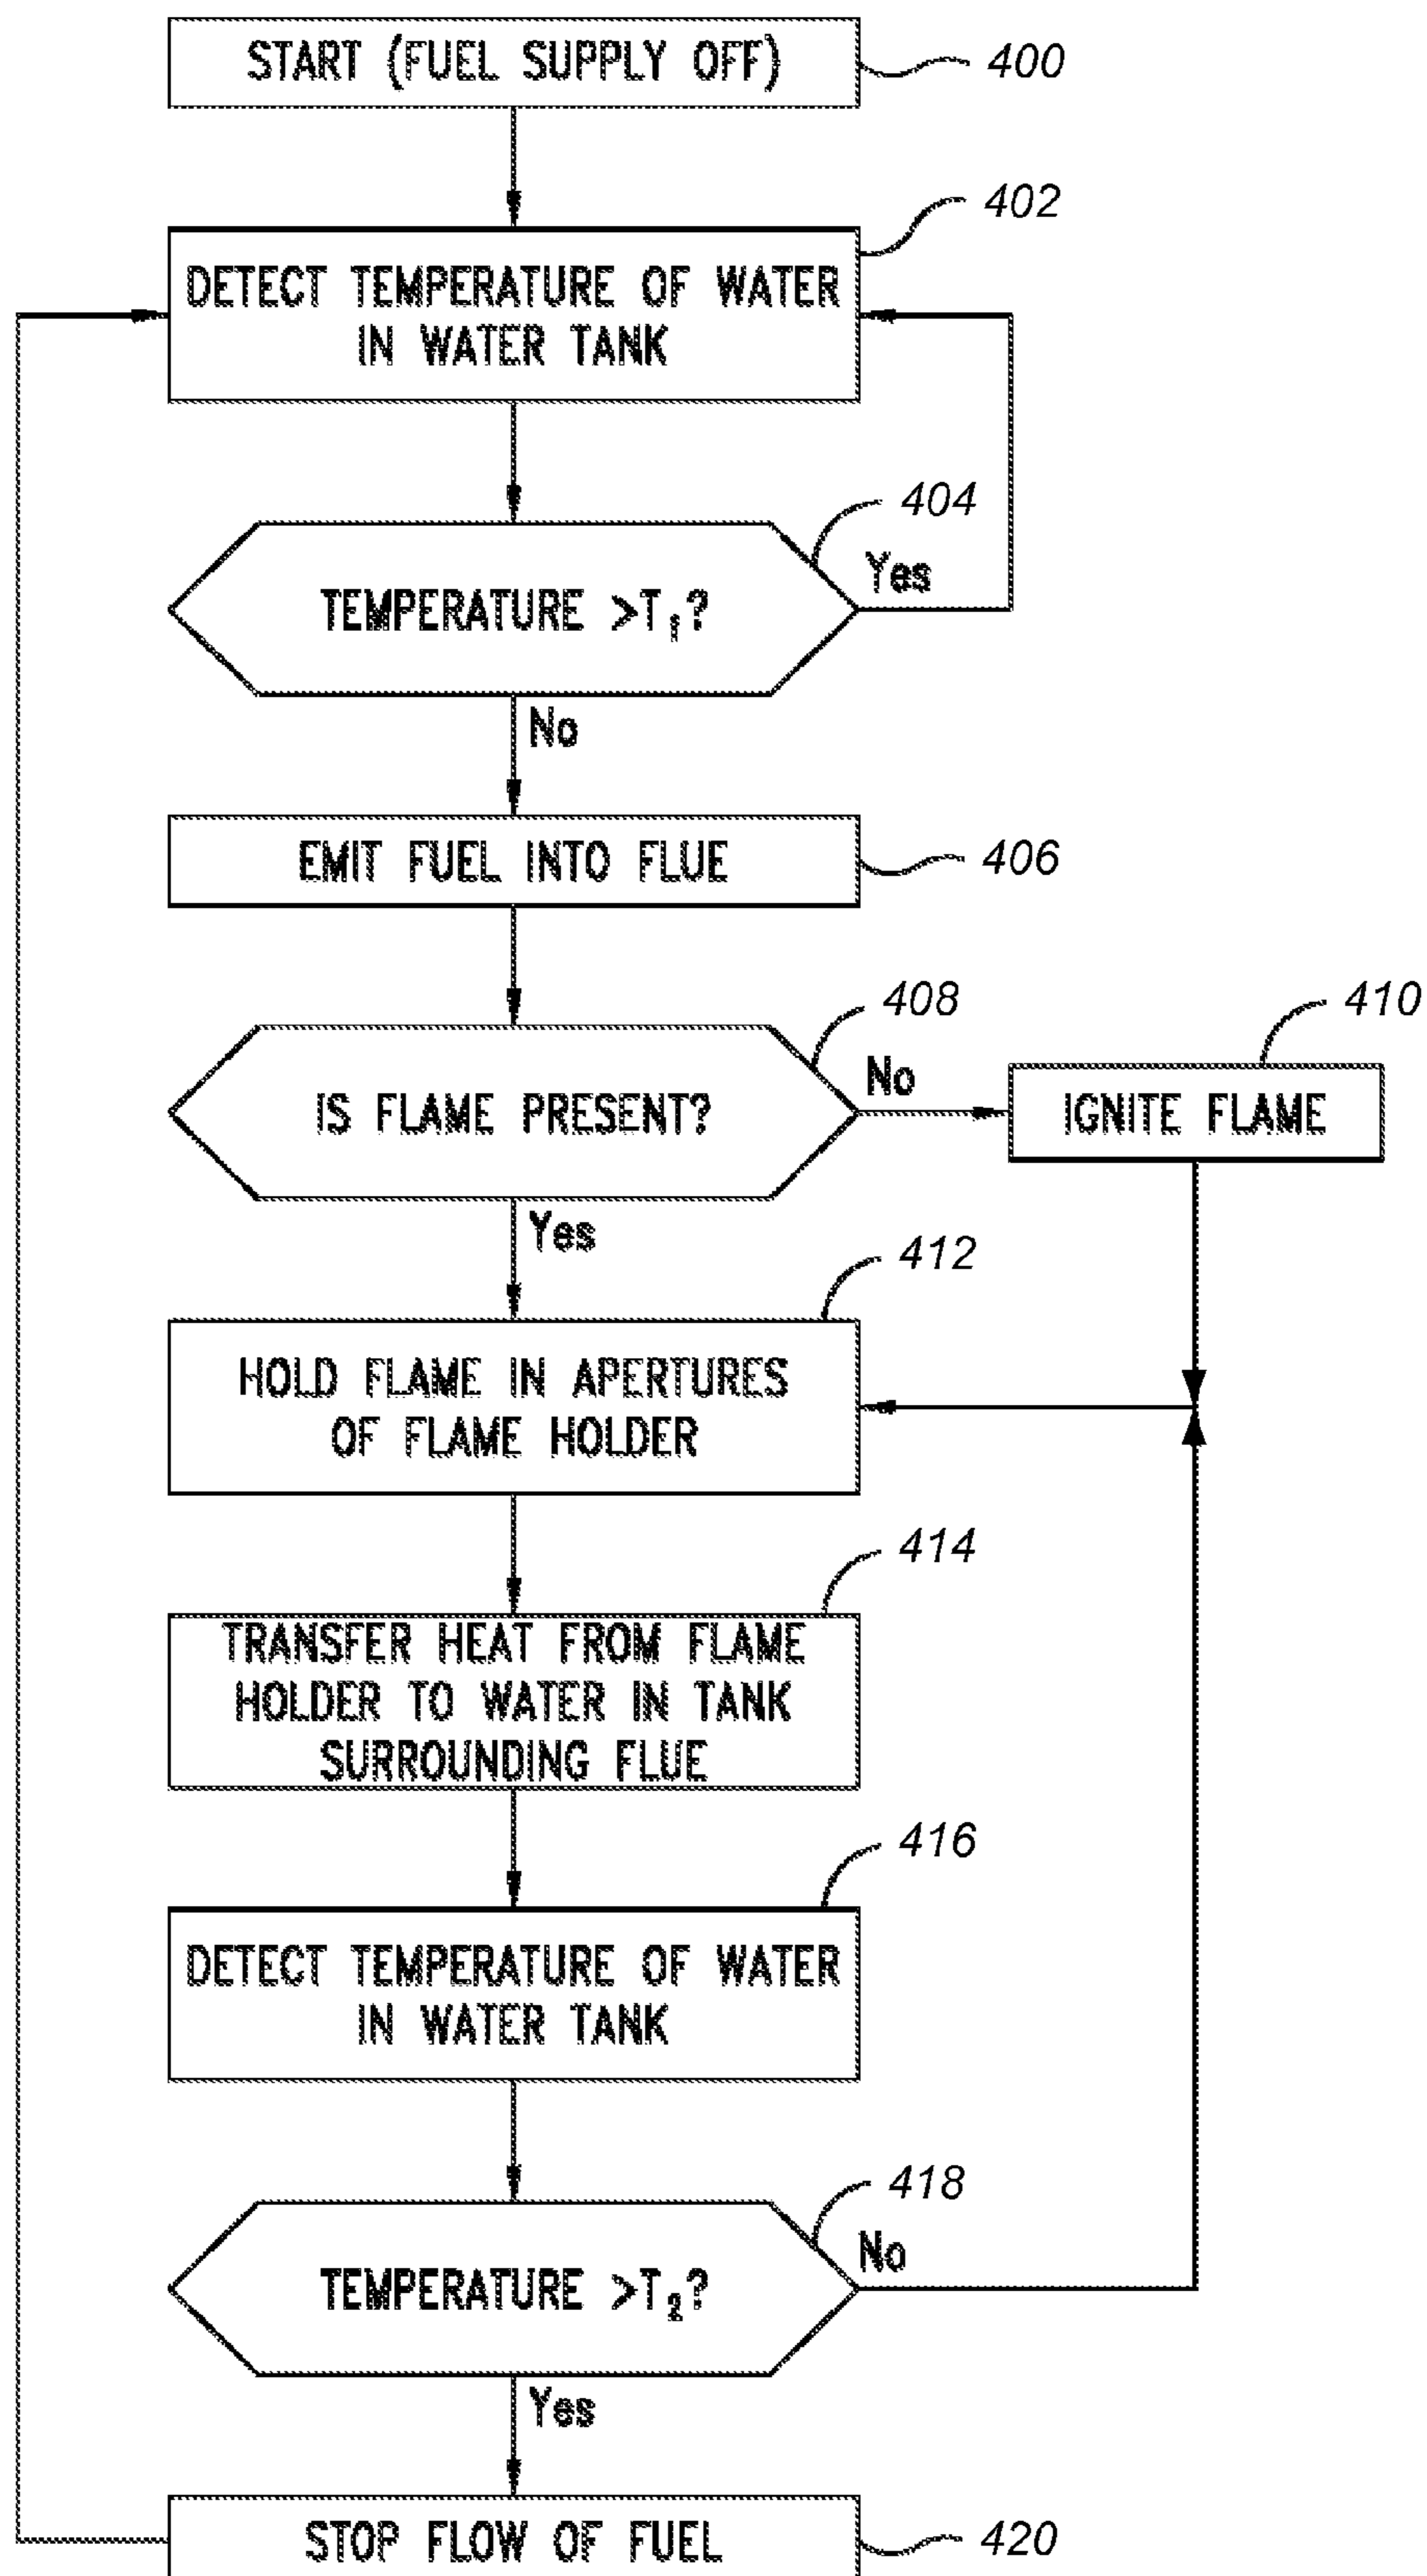 START (FUEL SUPPLY OFF)
400
402
DETECT TEMPERATURE OF WATER
IN WATER TANK
404
Yes
TEMPERATURE >T₁?
No
EMIT FUEL INTO FLUE
406
408
410
No
IS FLAME PRESENT?
IGNITE FLAME
Yes
412
HOLD FLAME IN APERTURES
OF FLAME HOLDER
414
TRANSFER HEAT FROM FLAME
HOLDER TO WATER IN TANK
SURROUNDING FLUE
416
DETECT TEMPERATURE OF WATER
IN WATER TANK
418
No
TEMPERATURE >T₂?
Yes
STOP FLOW OF FUEL
420